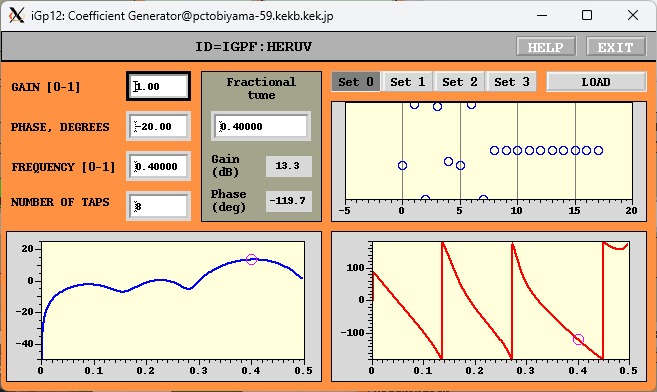 iGp12: Coefficient Generator@pctobiyama-59.kekb.kek.jp
ID=IGPF:HERUV
HELP
EXIT
GAIN [0-1]
1.00
PHASE, DEGREES
-20.00
FREQUENCY [0-1]
0.40000
NUMBER OF TAPS
8
Fractional
tune
0.40000
Gain
(dB)
13.3
Phase
(deg)
-119.7
Set 0
Set 1
Set 2
Set 3
LOAD
-5
0
5
10
15
20
20
0
-20
-40
0
0.1
0.2
0.3
0.4
0.5
100
0
-100
0
0.1
0.2
0.3
0.4
0.5